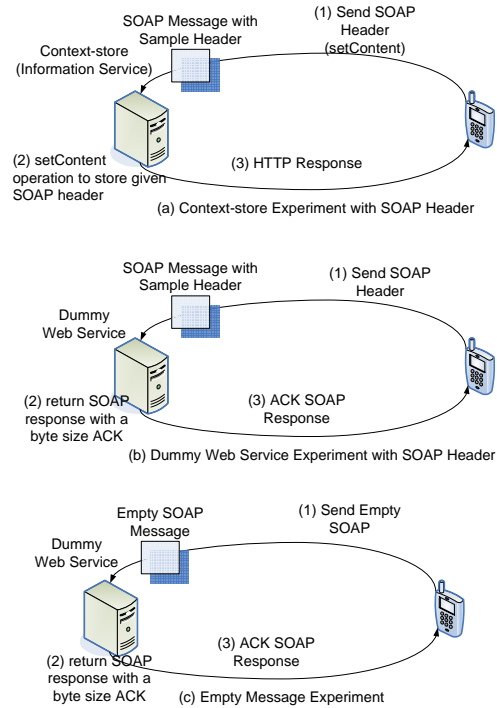 SOAP Message with
Sample Header
(1) Send SOAP
Header
(setContent)
Context-store
(Information Service)
(2) setContent
operation to store given
SOAP header
(3) HTTP Response
(a) Context-store Experiment with SOAP Header
SOAP Message with
Sample Header
(1) Send SOAP
Header
Dummy
Web Service
(2) return SOAP
response with a
byte size ACK
(3) ACK SOAP
Response
(b) Dummy Web Service Experiment with SOAP Header
Empty SOAP
Message
(1) Send Empty
SOAP
Dummy
Web Service
(2) return SOAP
response with a
byte size ACK
(3) ACK SOAP
Response
(c) Empty Message Experiment